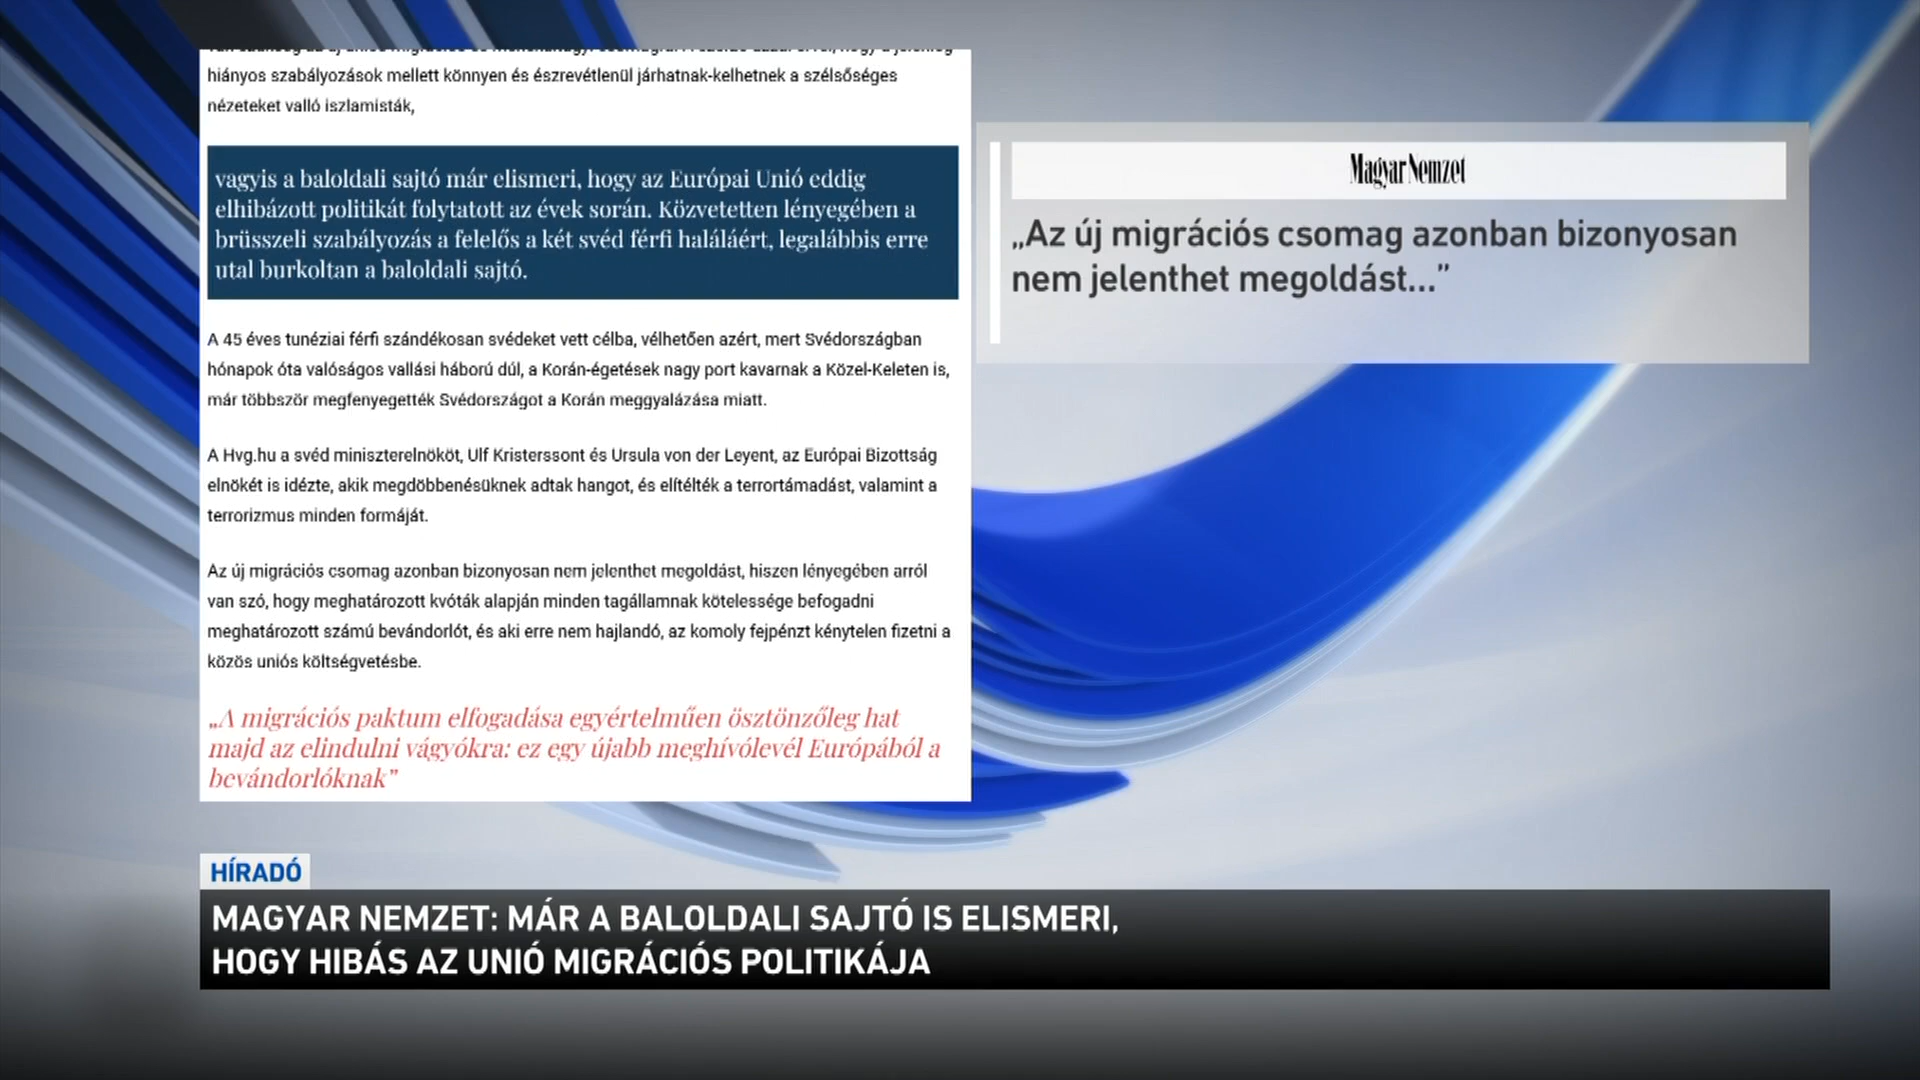 hiányos szabályozások mellett könnyen és észrevétlenül járhatnak-kelhetnek a szélsőséges
nézeteket valló iszlamisták,
vagyis a baloldali sajtó már elismeri, hogy az Európai Unió eddig
elhibázott politikát folytatott az évek során. Közvetetten lényegében a
brüsszeli szabályozás a felelős a két svéd férfi haláláért, legalábbis erre
utal burkoltan a baloldali sajtó.
A 45 éves tunéziai férfi szándékosan svédeket vett célba, vélhetően azért, mert Svédországban
hónapok óta valóságos vallási háború dúl, a Korán-égetések nagy port kavarnak a Közel-Keleten is,
már többször megfenyegették Svédországot a Korán meggyalázása miatt.
A Hvg.hu a svéd miniszterelnököt, Ulf Kristerssont és Ursula von der Leyent, az Európai Bizottság
elnökét is idézte, akik megdöbbenésüknek adtak hangot, és elítélték a terrortámadást, valamint a
terrorizmus minden formáját.
Az új migrációs csomag azonban bizonyosan nem jelenthet megoldást, hiszen lényegében arról
van szó, hogy meghatározott kvóták alapján minden tagállamnak kötelessége befogadni
meghatározott számú bevándorlót, és aki erre nem hajlandó, az komoly fejpénzt kénytelen fizetni a
közös uniós költségvetésbe.
„A migrációs paktum elfogadása egyértelműen ösztönzőleg hat
majd az elindulni vágyókra: ez egy újabb meghívólevél Európából a
bevándorlóknak”
Magyar Nemzet
„Az új migrációs csomag azonban bizonyosan
nem jelenthet megoldást...”
HÍRADÓ
MAGYAR NEMZET: MÁR A BALOLDALI SAJTÓ IS ELISMERI,
HOGY HIBÁS AZ UNIÓ MIGRÁCIÓS POLITIKÁJA